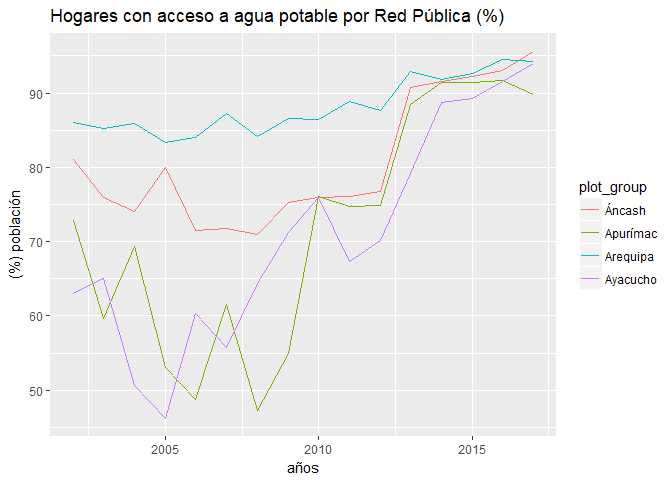 Hogares con acceso a agua potable por Red Pública (%)
(%) población
90
80
70
60
50
2005
2010
2015
años
plot_group
Áncash
Apurímac
Arequipa
Ayacucho